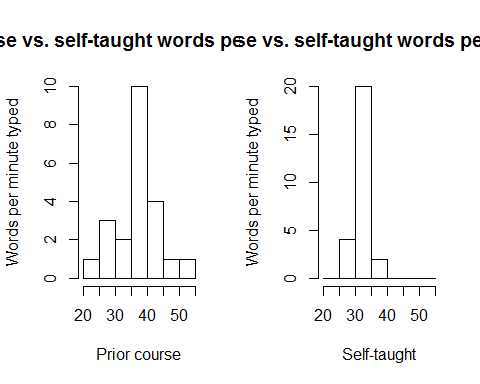 se vs. self-taught words pe
Words per minute typed
10
8
6
4
2
0
20 30 40 50
Prior course
se vs. self-taught words pe
Words per minute typed
20
15
10
5
0
20 30 40 50
Self-taught